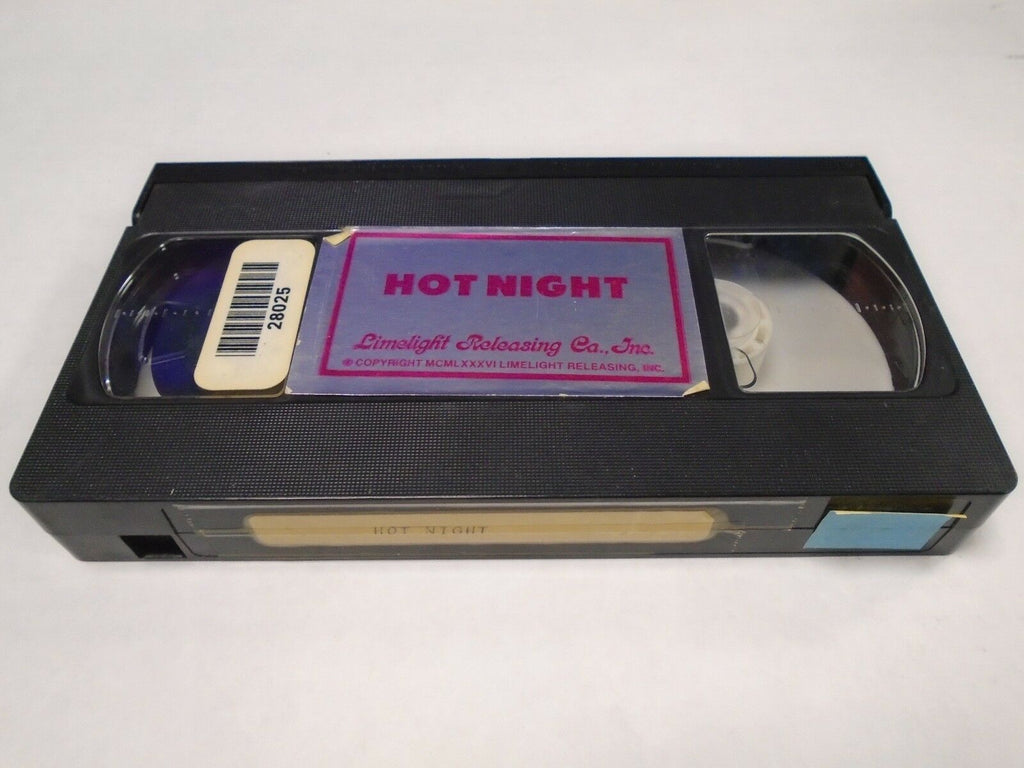 28025
HOT NIGHT
Limelight Releasing Co., Inc.
© COPYRIGHT MCMLXXXVI LIMELIGHT RELEASING, INC.
HOT NIGHT